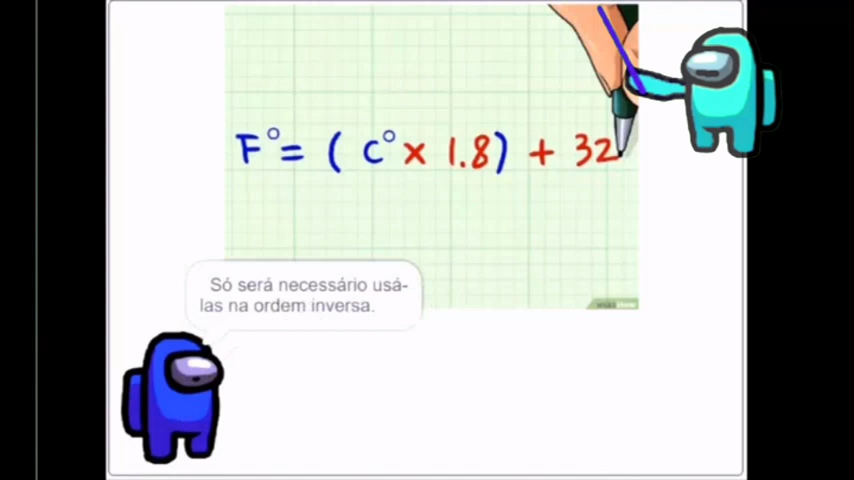 F°= ( C° x 1.8) + 32
Só será necessário usá-
las na ordem inversa.